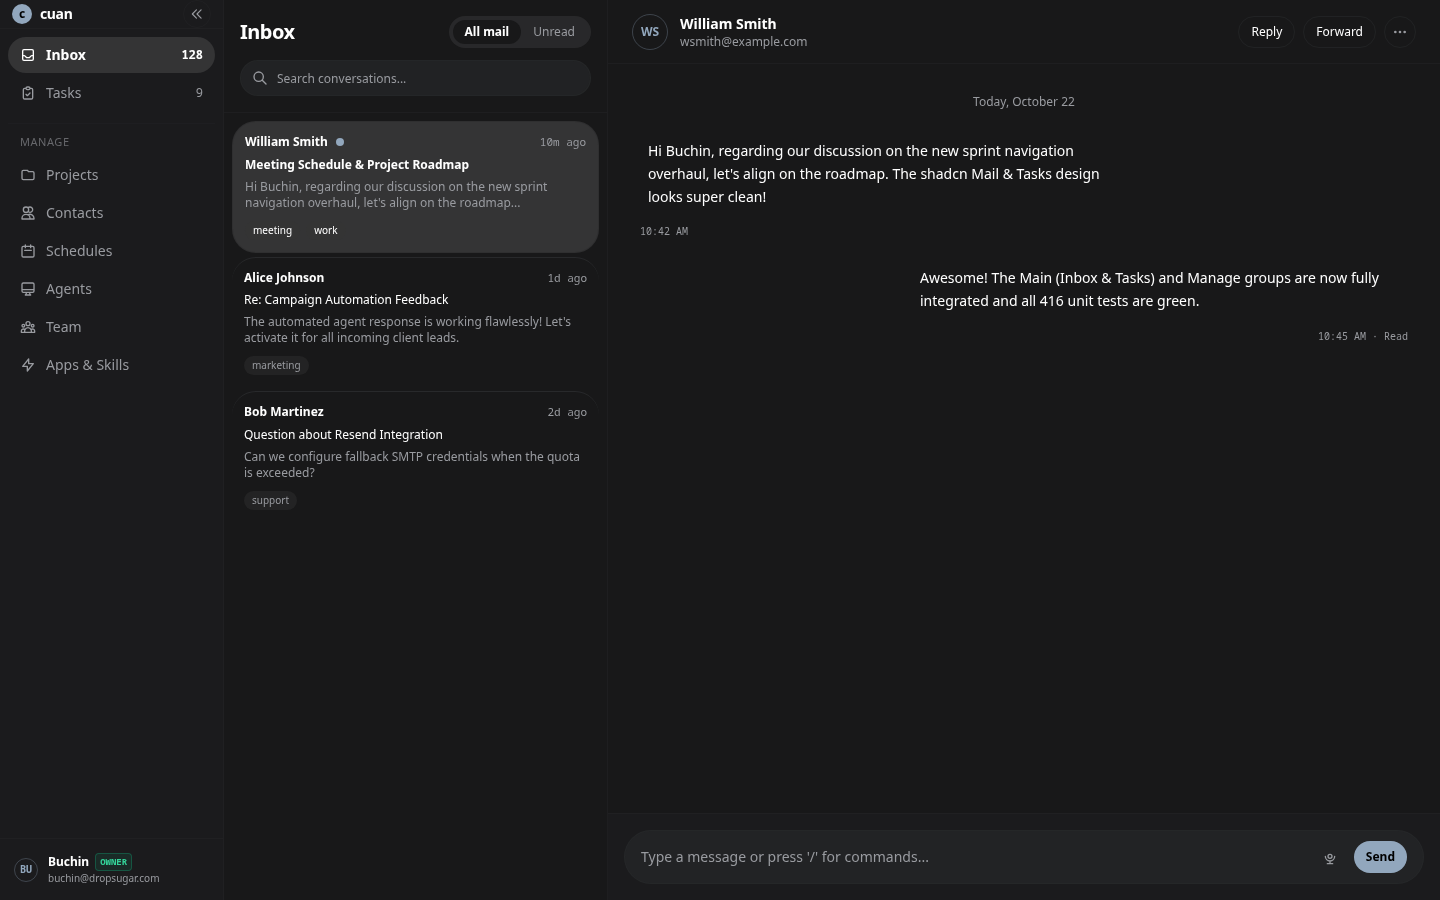 c cuan
Inbox 128
Tasks 9
MANAGE
Projects
Contacts
Schedules
Agents
Team
Apps & Skills
BU
Buchin OWNER
buchin@dropsugar.com
Inbox
All mail Unread
Search conversations...
William Smith 10m ago
Meeting Schedule & Project Roadmap
Hi Buchin, regarding our discussion on the new sprint
navigation overhaul, let's align on the roadmap...
meeting work
Alice Johnson 1d ago
Re: Campaign Automation Feedback
The automated agent response is working flawlessly! Let's
activate it for all incoming client leads.
marketing
Bob Martinez 2d ago
Question about Resend Integration
Can we configure fallback SMTP credentials when the quota
is exceeded?
support
WS
William Smith
wsmith@example.com
Reply Forward
Today, October 22
Hi Buchin, regarding our discussion on the new sprint navigation
overhaul, let's align on the roadmap. The shadcn Mail & Tasks design
looks super clean!
10:42 AM
Awesome! The Main (Inbox & Tasks) and Manage groups are now fully
integrated and all 416 unit tests are green.
10:45 AM · Read
Type a message or press '/' for commands...
Send